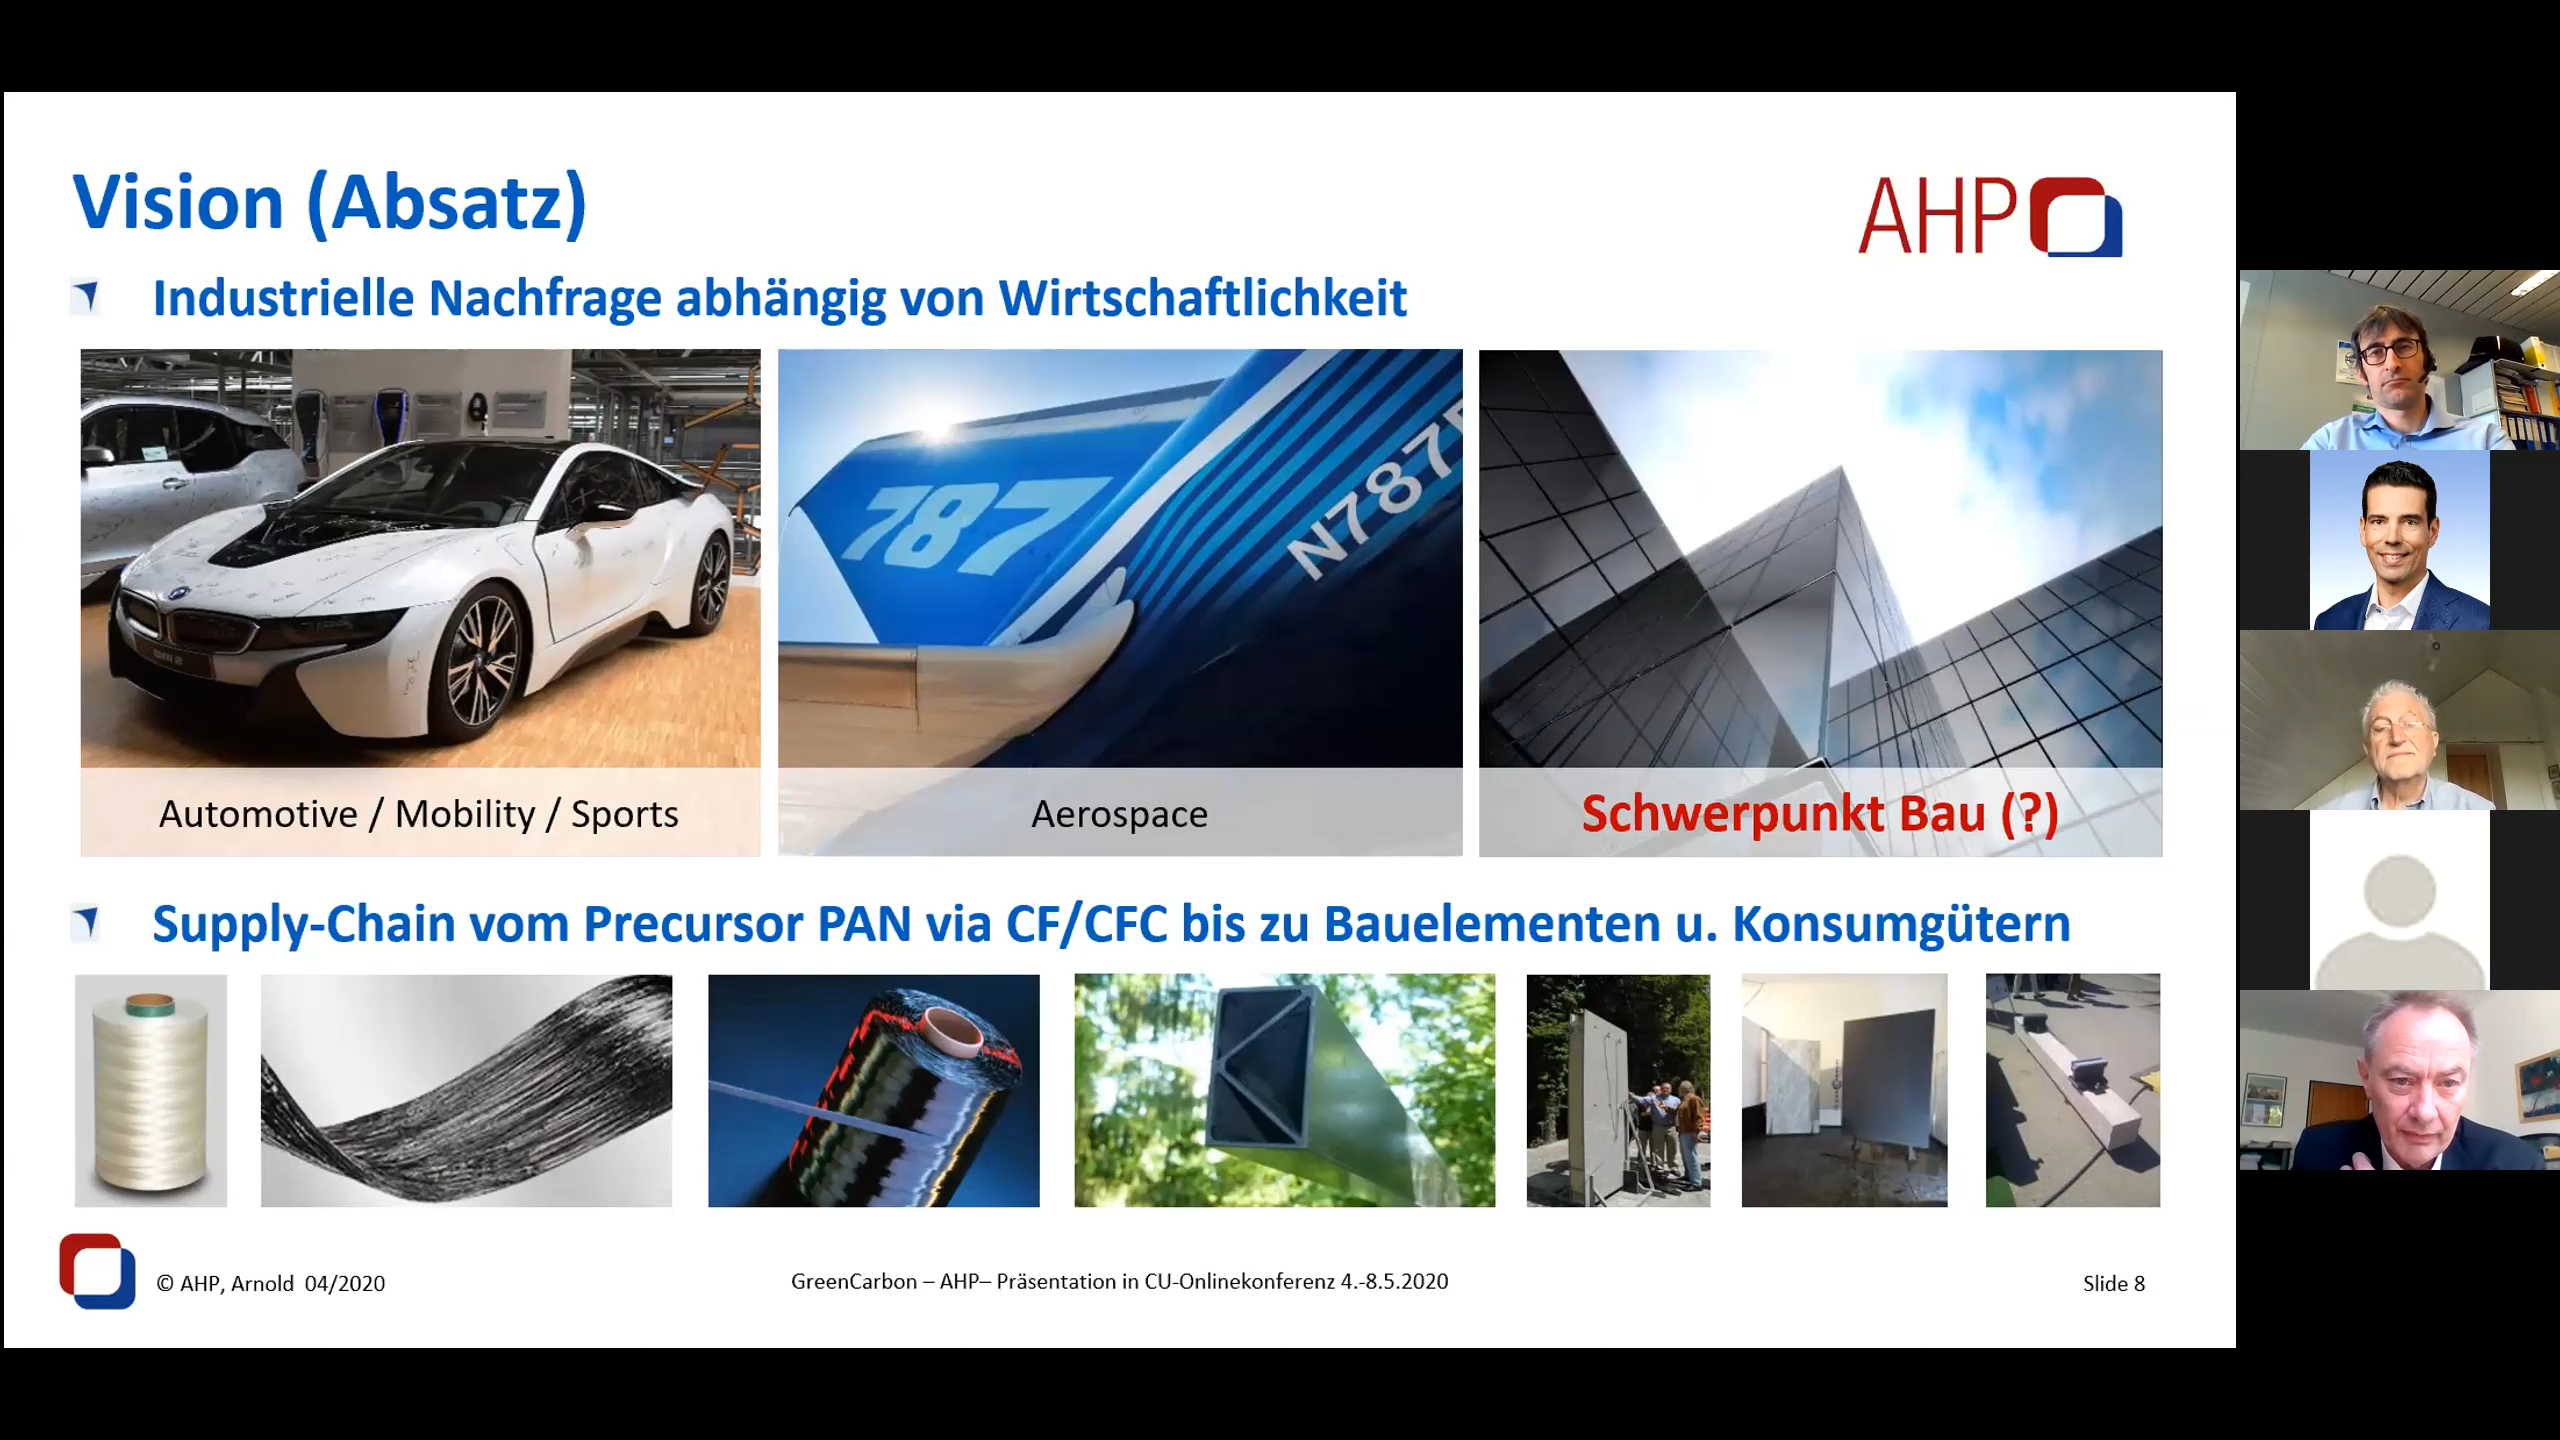 Vision (Absatz)
AHP
Industrielle Nachfrage abhängig von Wirtschaftlichkeit
787
N787
Automotive / Mobility / Sports
Aerospace
Schwerpunkt Bau (?)
Supply-Chain vom Precursor PAN via CF/CFC bis zu Bauelementen u. Konsumgütern
© AHP, Arnold 04/2020
GreenCarbon – AHP– Präsentation in CU-Onlinekonferenz 4.-8.5.2020
Slide 8